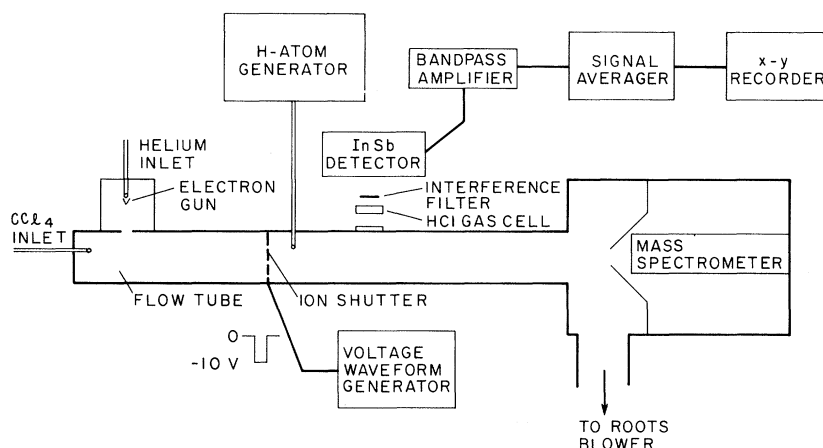 H-ATOM
GENERATOR
BANDPASS
AMPLIFIER
SIGNAL
AVERAGER
x-y
RECORDER
InSb
DETECTOR
HELIUM
INLET
ELECTRON
GUN
INTERFERENCE
FILTER
HCl GAS CELL
CCℓ4
INLET
MASS
SPECTROMETER
FLOW TUBE
ION SHUTTER
0
-10 V
VOLTAGE
WAVEFORM
GENERATOR
TO ROOTS
BLOWER